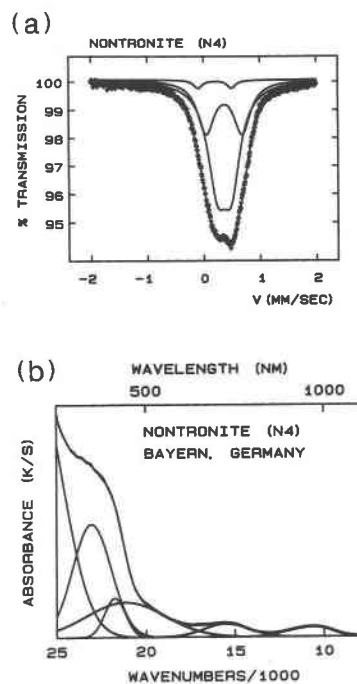 (a)
NONTRONITE (N4)
100
99
98
97
96
95
% TRANSMISSION
-2 -1 0 1 2
V (MM/SEC)
(b)
WAVELENGTH (NM)
500 1000
NONTRONITE (N4)
BAYERN, GERMANY
ABSORBANCE (K/S)
25 20 15 10
WAVENUMBERS/1000